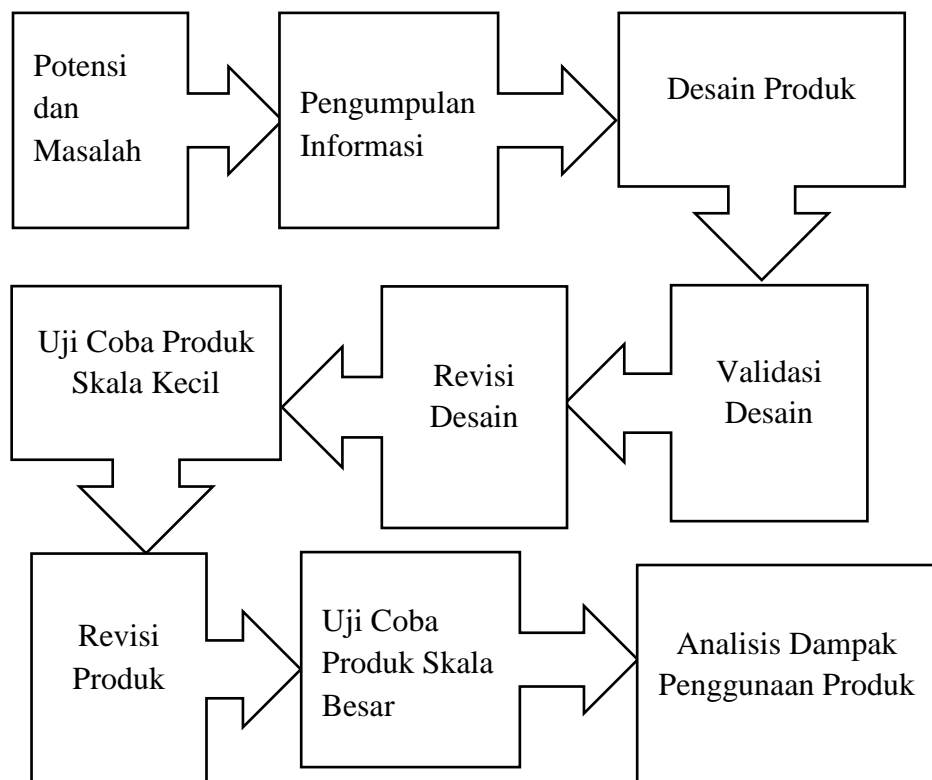 Potensi
dan
Masalah
Pengumpulan
Informasi
Desain Produk
Validasi
Desain
Revisi
Desain
Uji Coba Produk
Skala Kecil
Revisi
Produk
Uji Coba
Produk Skala
Besar
Analisis Dampak
Penggunaan Produk